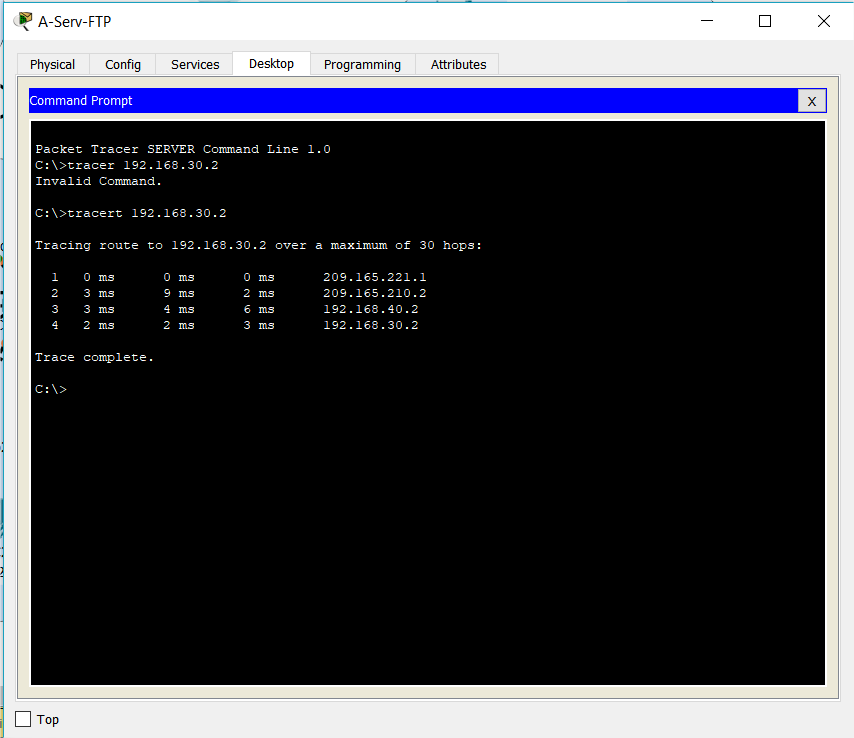 A-Serv-FTP
Physical Config Services Desktop Programming Attributes
Command Prompt X
Packet Tracer SERVER Command Line 1.0
C:\>tracer 192.168.30.2
Invalid Command.
C:\>tracert 192.168.30.2
Tracing route to 192.168.30.2 over a maximum of 30 hops:
1 0 ms 0 ms 0 ms 209.165.221.1
2 3 ms 9 ms 2 ms 209.165.210.2
3 3 ms 4 ms 6 ms 192.168.40.2
4 2 ms 2 ms 3 ms 192.168.30.2
Trace complete.
C:\>
Top